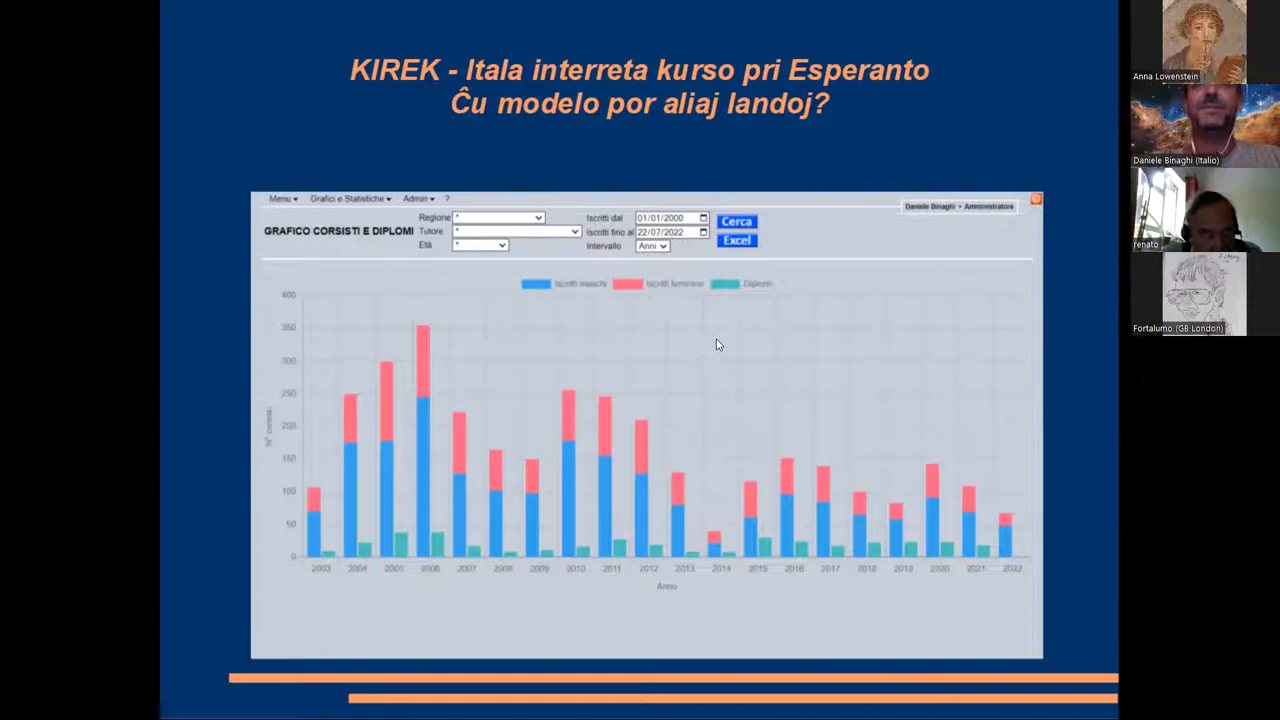 KIREK - Itala interreta kurso pri Esperanto
Ĉu modelo por aliaj landoj?
Menu Grafici e Statistiche Admin ?
Daniele Binaghi • Amministratore
GRAFICO CORSISTI E DIPLOMI
Regione *
Tutore *
Età *
Iscritti dal 01/01/2000
Iscritti fino al 22/07/2022
Intervallo Anni
Cerca
Excel
Iscritti maschi Iscritti femmine Diplomi
400
350
300
250
200
150
100
50
0
N° corsisti
2003 2004 2005 2006 2007 2008 2009 2010 2011 2012 2013 2014 2015 2016 2017 2018 2019 2020 2021 2022
Anno
Anna Lowenstein
Daniele Binaghi (Italio)
renato
Fortalumo (GB London)